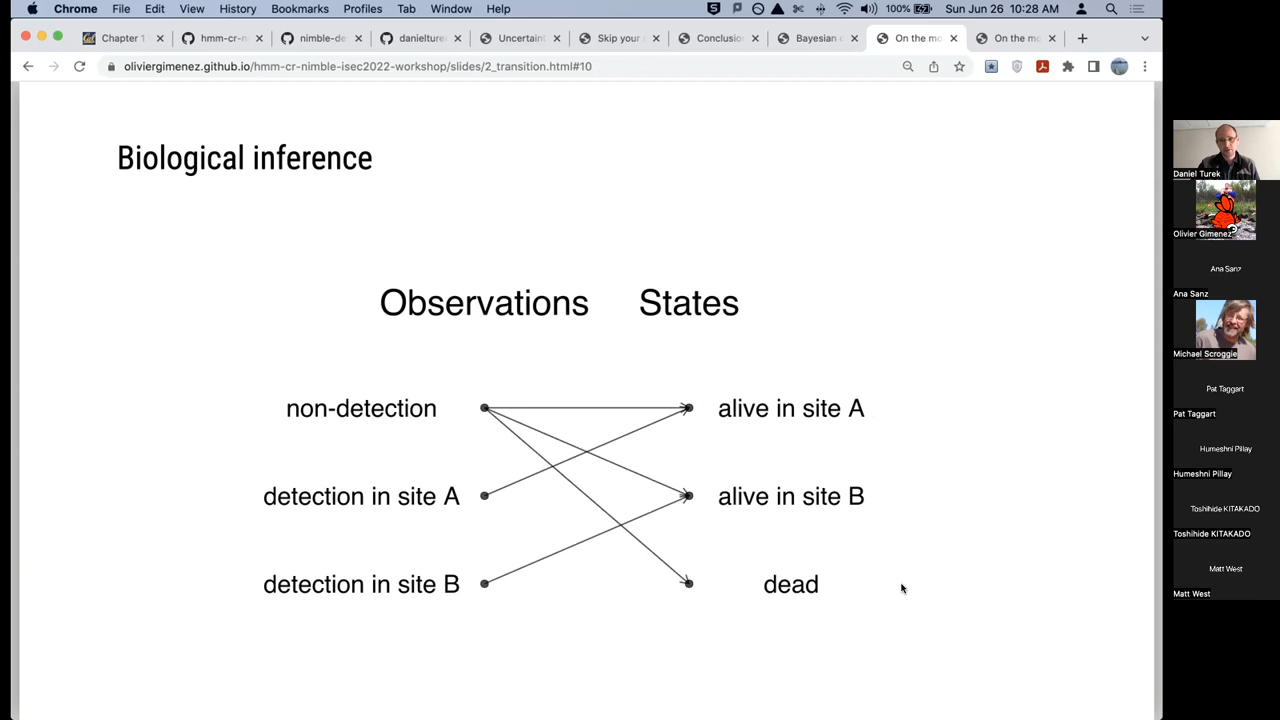 Chrome File Edit View History Bookmarks Profiles Tab Window Help 100% Sun Jun 26 10:28 AM
Chapter 1 hmm-cr-n nimble-de danieltur Uncertain Skip your Conclusion Bayesian c On the mo On the mo
oliviergimenez.github.io/hmm-cr-nimble-isec2022-workshop/slides/2_transition.html#10
Biological inference
Observations States
non-detection alive in site A
detection in site A alive in site B
detection in site B dead
Daniel Turek
Olivier Gimenez
Ana Sanz
Ana Sanz
Michael Scroggie
Pat Taggart
Pat Taggart
Humeshni Pillay
Humeshni Pillay
Toshihide KITAKADO
Toshihide KITAKADO
Matt West
Matt West